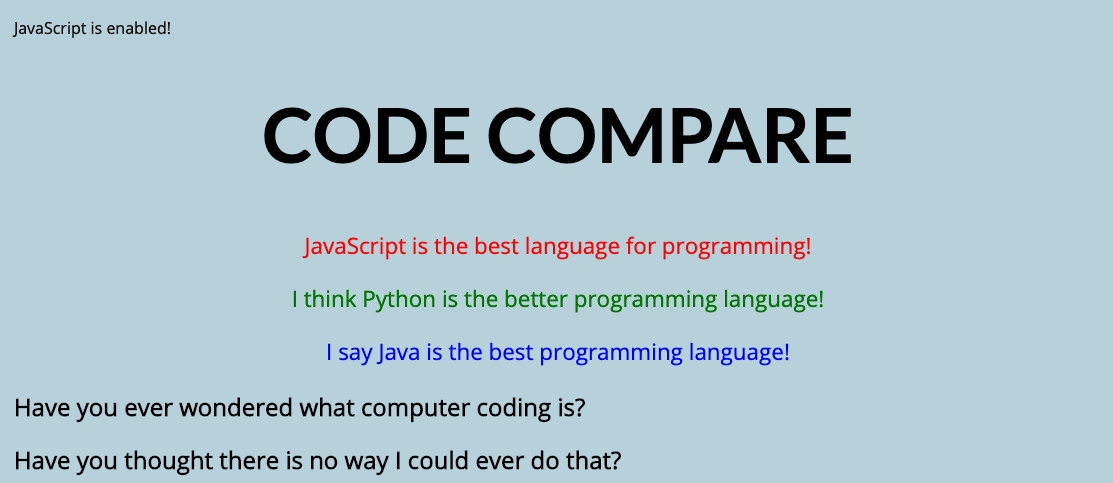 JavaScript is enabled!
CODE COMPARE
JavaScript is the best language for programming!
I think Python is the better programming language!
I say Java is the best programming language!
Have you ever wondered what computer coding is?
Have you thought there is no way I could ever do that?